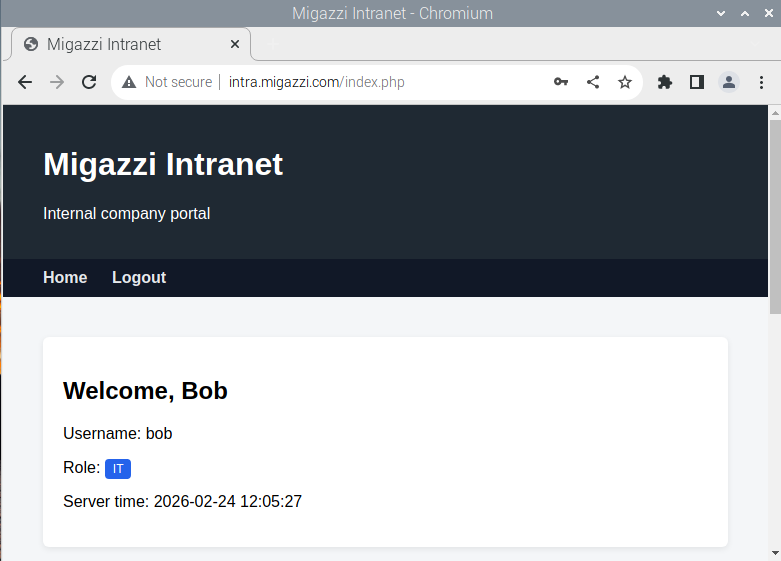 Migazzi Intranet - Chromium
Migazzi Intranet
Not secure intra.migazzi.com/index.php
Migazzi Intranet
Internal company portal
Home Logout
Welcome, Bob
Username: bob
Role: IT
Server time: 2026-02-24 12:05:27